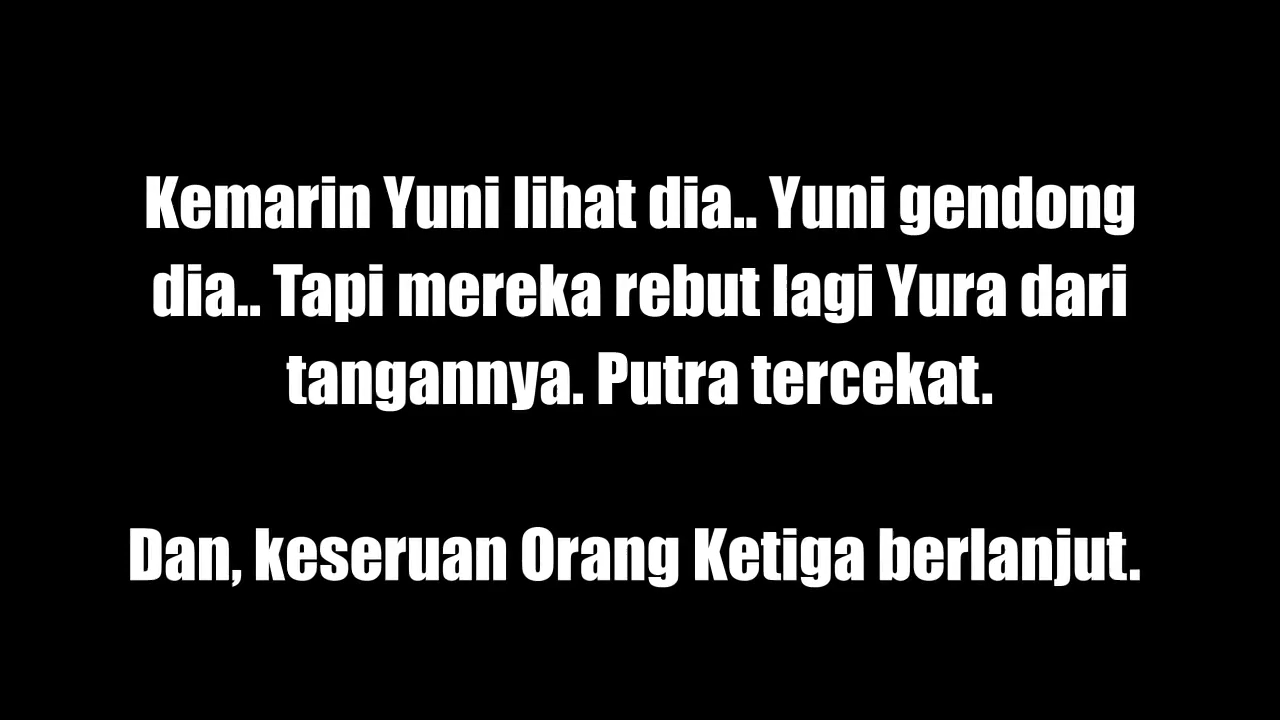 Kemarin Yuni lihat dia.. Yuni gendong
dia.. Tapi mereka rebut lagi Yura dari
tangannya. Putra tercekat.
Dan, keseruan Orang Ketiga berlanjut.